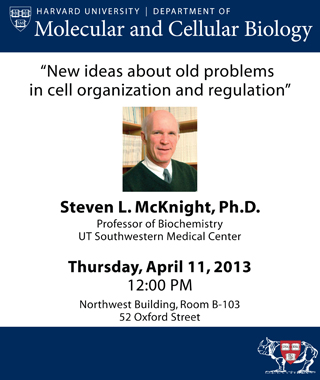 HARVARD UNIVERSITY | DEPARTMENT OF
Molecular and Cellular Biology
“New ideas about old problems
in cell organization and regulation”
Steven L. McKnight, Ph.D.
Professor of Biochemistry
UT Southwestern Medical Center
Thursday, April 11, 2013
12:00 PM
Northwest Building, Room B-103
52 Oxford Street